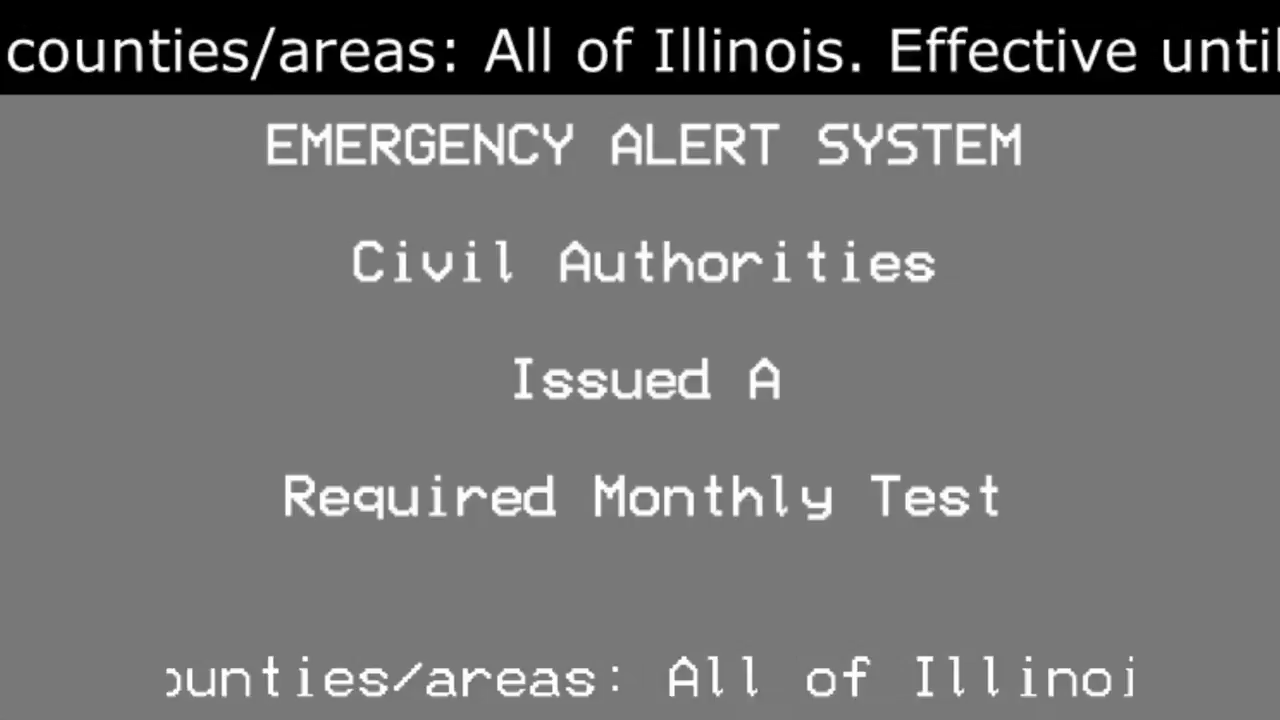 counties/areas: All of Illinois. Effective until
EMERGENCY ALERT SYSTEM
Civil Authorities
Issued A
Required Monthly Test
ounties/areas: All of Illinoi